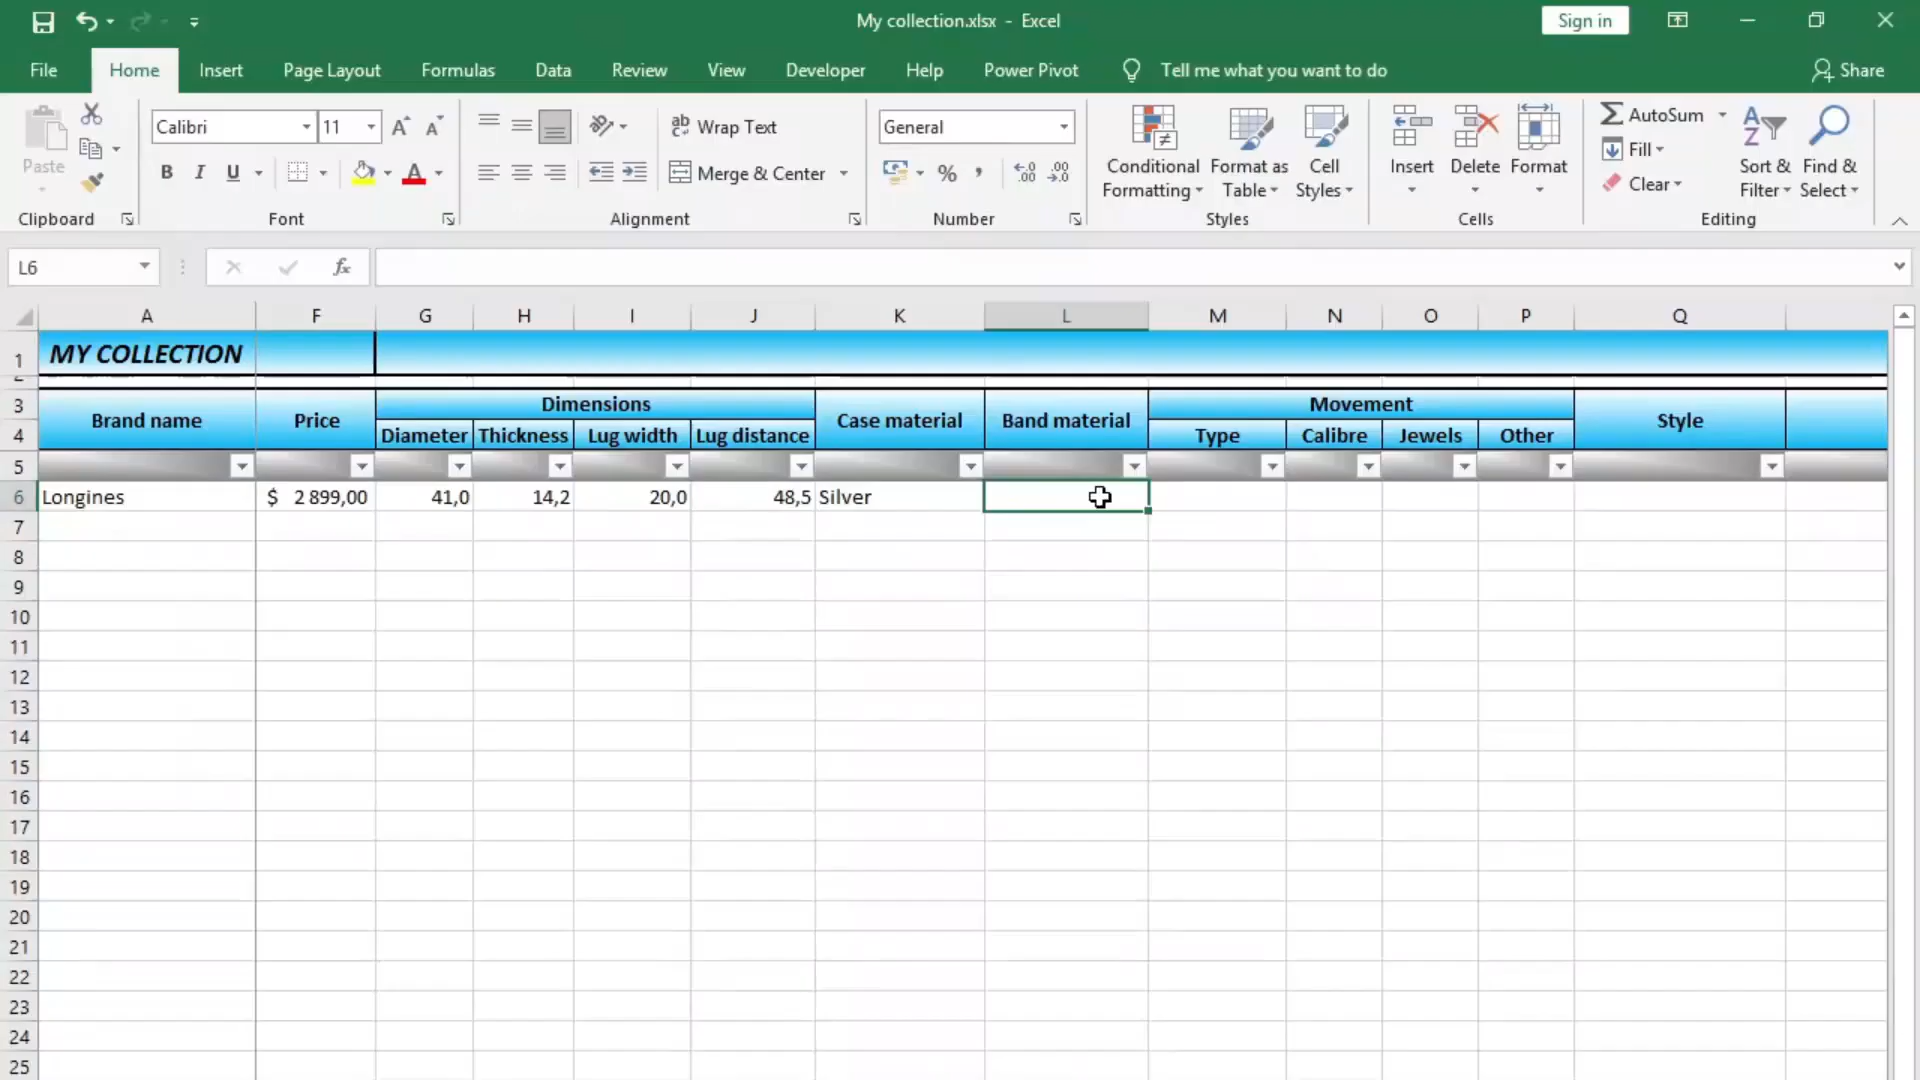 My collection.xlsx - Excel
Sign in
File Home Insert Page Layout Formulas Data Review View Developer Help Power Pivot Tell me what you want to do Share
Paste
Calibri 11
Wrap Text
General
AutoSum
B I U
Merge & Center
% ,
Conditional Formatting
Format as Table
Cell Styles
Insert Delete Format
Fill
Clear
Sort & Filter
Find & Select
Clipboard Font Alignment Number Styles Cells Editing
L6 fx
A F G H I J K L M N O P Q
1 MY COLLECTION
3 Brand name Price Dimensions Case material Band material Movement Style
4 Diameter Thickness Lug width Lug distance Type Calibre Jewels Other
5
6 Longines $ 2 899,00 41,0 14,2 20,0 48,5 Silver
7
8
9
10
11
12
13
14
15
16
17
18
19
20
21
22
23
24
25